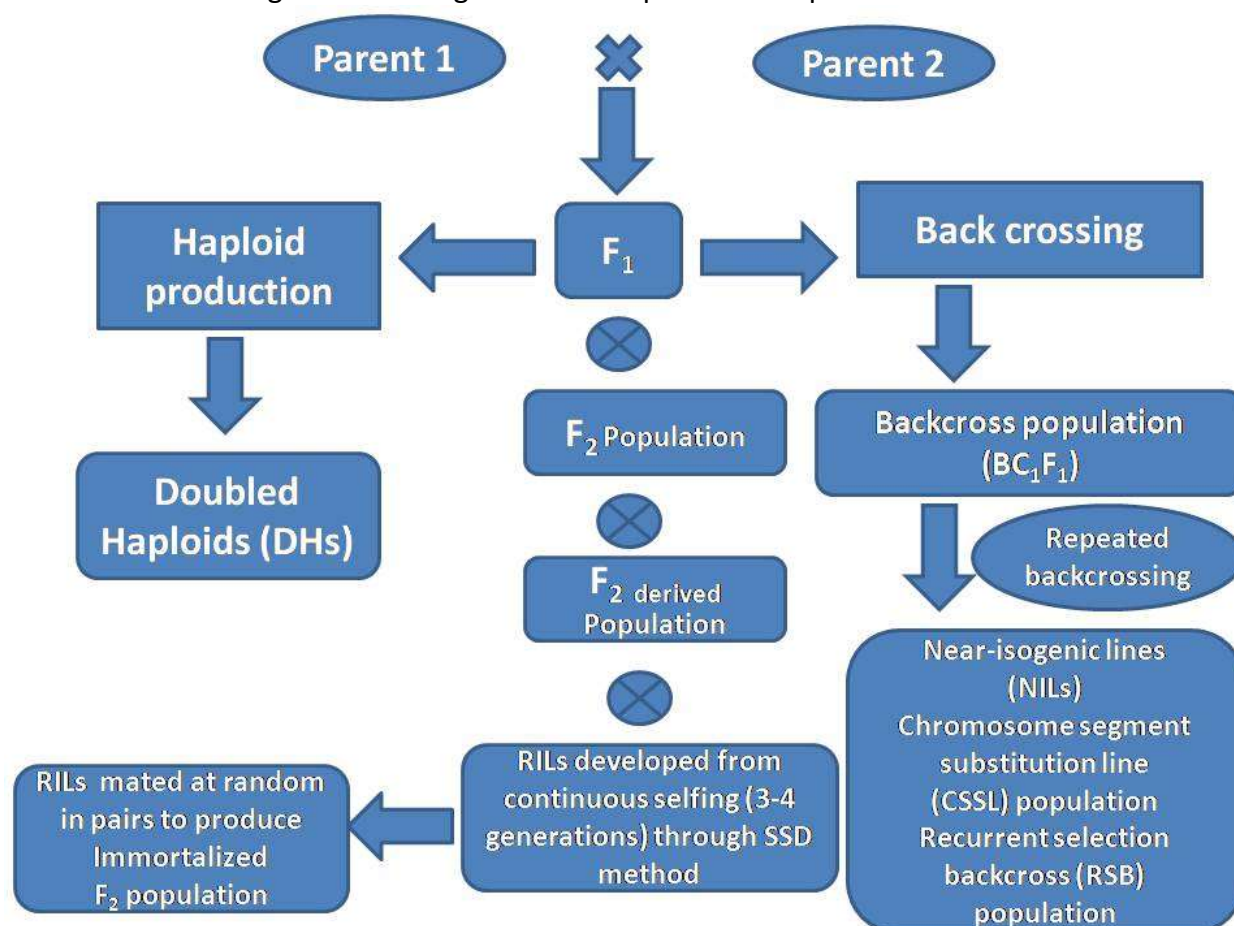 Parent 1
Parent 2
F₁
Haploid
production
Back crossing
F₂ Population
Backcross population
(BC₁F₁)
Doubled
Haploids (DHs)
Repeated
backcrossing
F₂ derived
Population
Near-isogenic lines
(NILs)
Chromosome segment
substitution line
(CSSL) population
Recurrent selection
backcross (RSB)
population
RILs developed from
continuous selfing (3-4
generations) through SSD
method
RILs mated at random
in pairs to produce
Immortalized
F₂ population